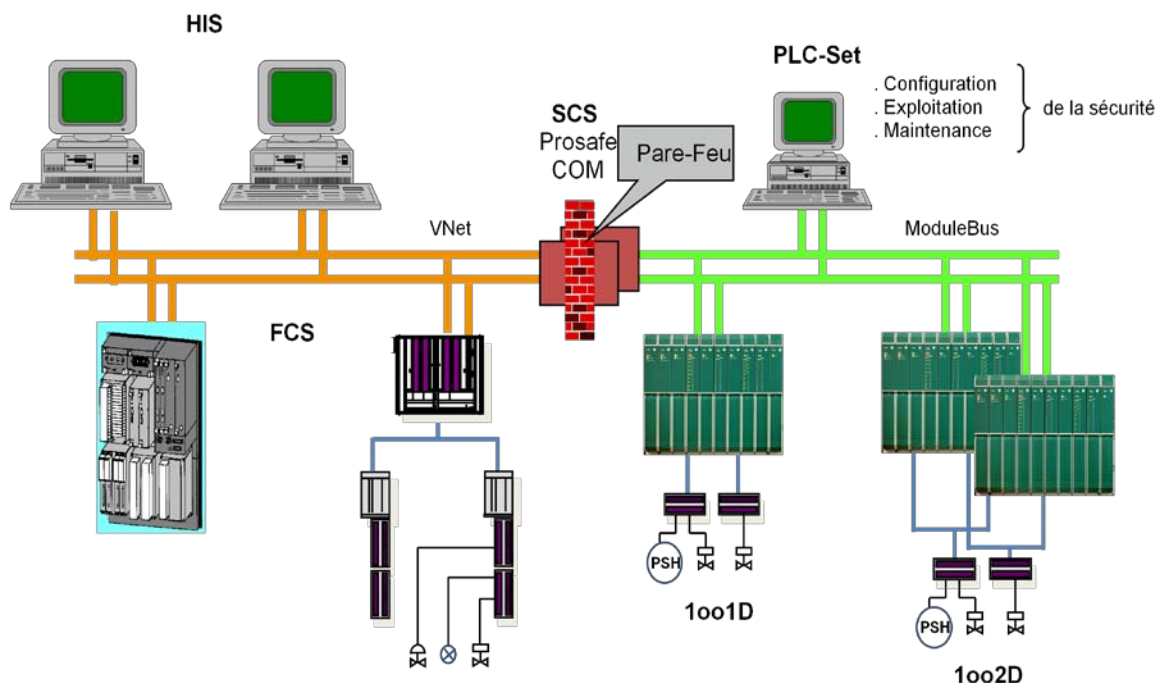 HIS
PLC-Set
. Configuration
. Exploitation
. Maintenance
de la sécurité
SCS
Prosafe
COM
Pare-Feu
VNet
ModuleBus
FCS
PSH
1oo1D
PSH
1oo2D